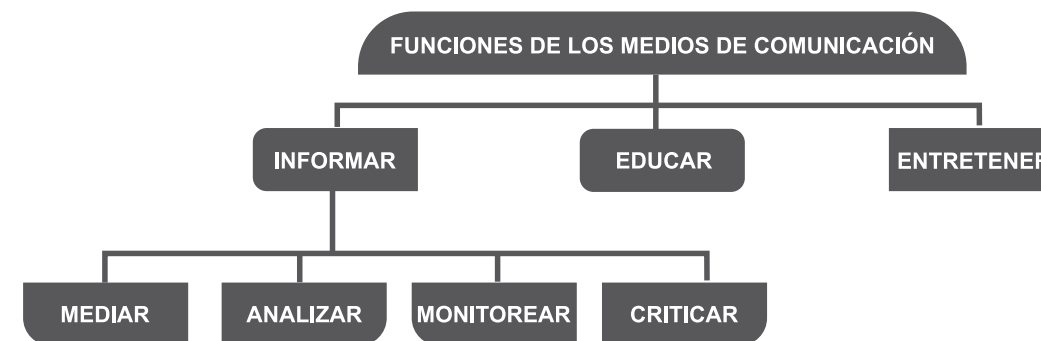 FUNCIONES DE LOS MEDIOS DE COMUNICACIÓN
INFORMAR
EDUCAR
ENTRETENER
MEDIAR
ANALIZAR
MONITOREAR
CRITICAR